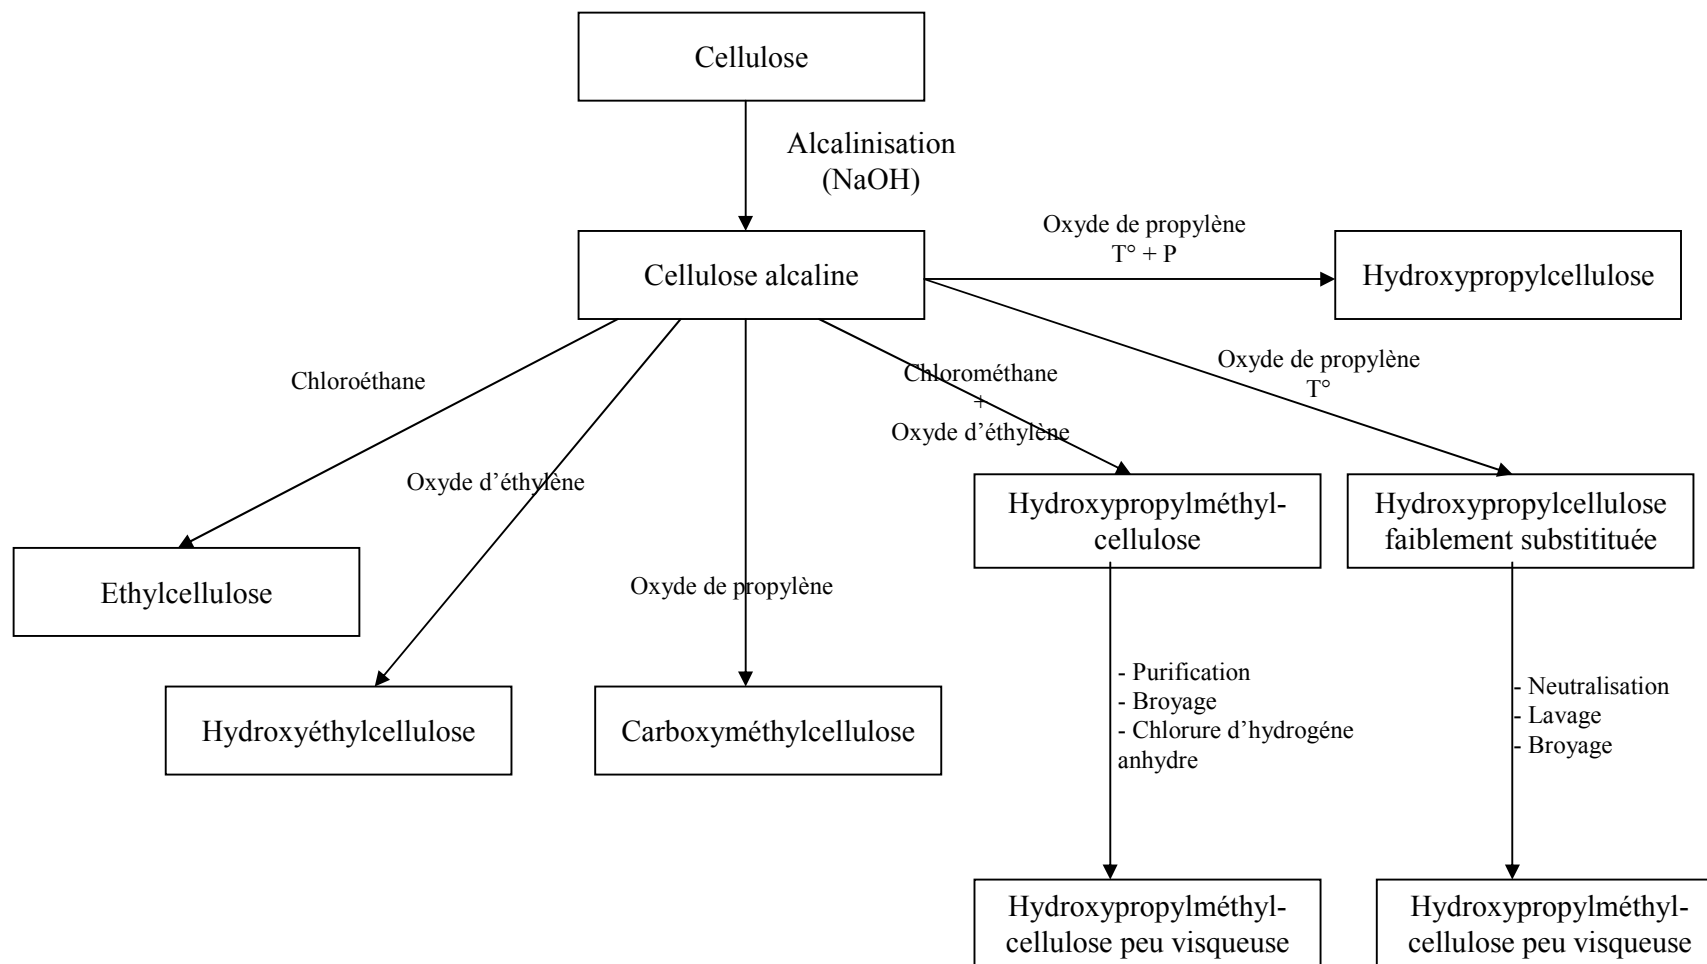 Cellulose
Alcalinisation
(NaOH)
Oxyde de propylène
T° + P
Cellulose alcaline
Hydroxypropylcellulose
Chloroéthane
Chlorométhane
+
Oxyde d’éthylène
Oxyde de propylène
T°
Oxyde d’éthylène
Hydroxypropylméthyl-
cellulose
Hydroxypropylcellulose
faiblement substitituée
Ethylcellulose
Oxyde de propylène
Hydroxyéthylcellulose
Carboxyméthylcellulose
- Purification
- Broyage
- Chlorure d’hydrogéne
anhydre
- Neutralisation
- Lavage
- Broyage
Hydroxypropylméthyl-
cellulose peu visqueuse
Hydroxypropylméthyl-
cellulose peu visqueuse